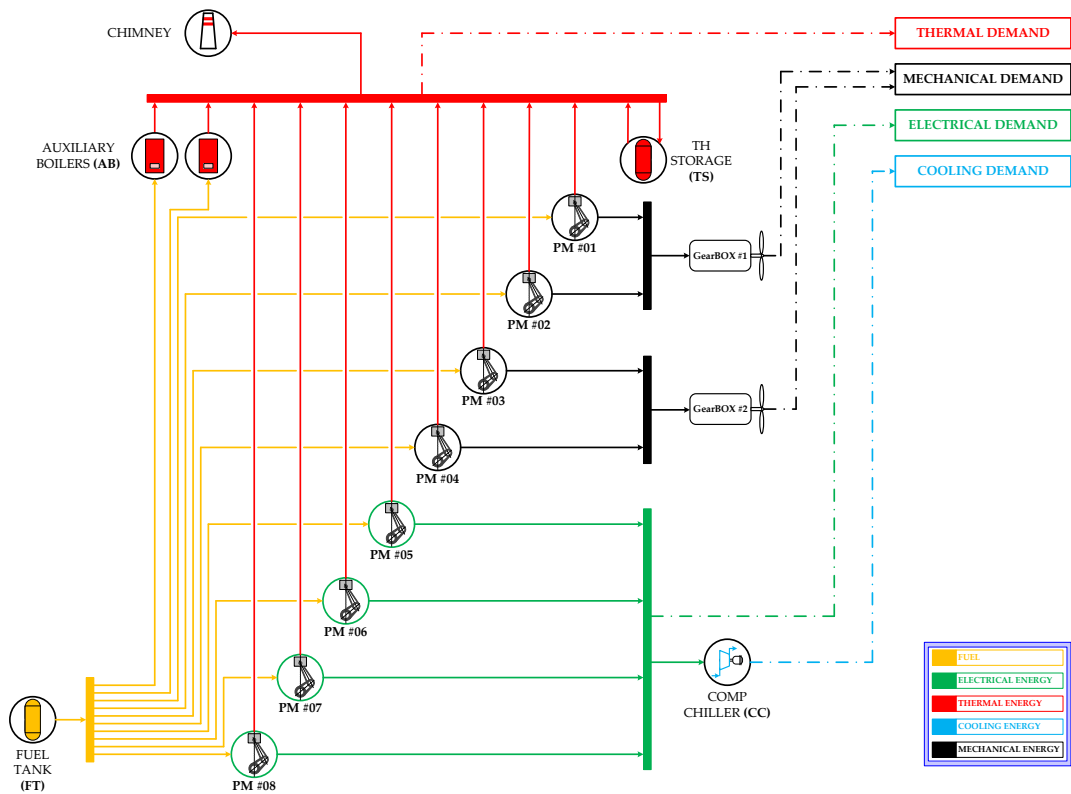 CHIMNEY
THERMAL DEMAND
MECHANICAL DEMAND
ELECTRICAL DEMAND
COOLING DEMAND
AUXILIARY
BOILERS (AB)
TH
STORAGE
(TS)
PM #01
GearBOX #1
PM #02
PM #03
GearBOX #2
PM #04
PM #05
PM #06
PM #07
COMP
CHILLER (CC)
FUEL
TANK
(FT)
PM #08
FUEL
ELECTRICAL ENERGY
THERMAL ENERGY
COOLING ENERGY
MECHANICAL ENERGY